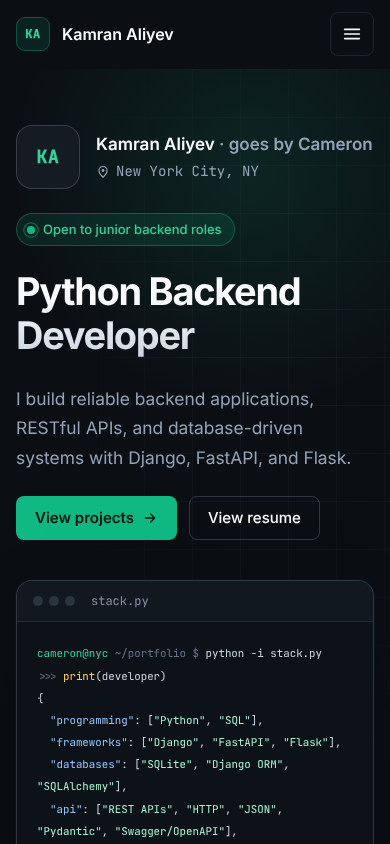 KA Kamran Aliyev
KA
Kamran Aliyev · goes by Cameron
New York City, NY
Open to junior backend roles
Python Backend
Developer
I build reliable backend applications,
RESTful APIs, and database-driven
systems with Django, FastAPI, and Flask.
View projects → View resume
stack.py
cameron@nyc ~/portfolio $ python -i stack.py
>>> print(developer)
{
"programming": ["Python", "SQL"],
"frameworks": ["Django", "FastAPI", "Flask"],
"databases": ["SQLite", "Django ORM",
"SQLAlchemy"],
"api": ["REST APIs", "HTTP", "JSON",
"Pydantic", "Swagger/OpenAPI"],